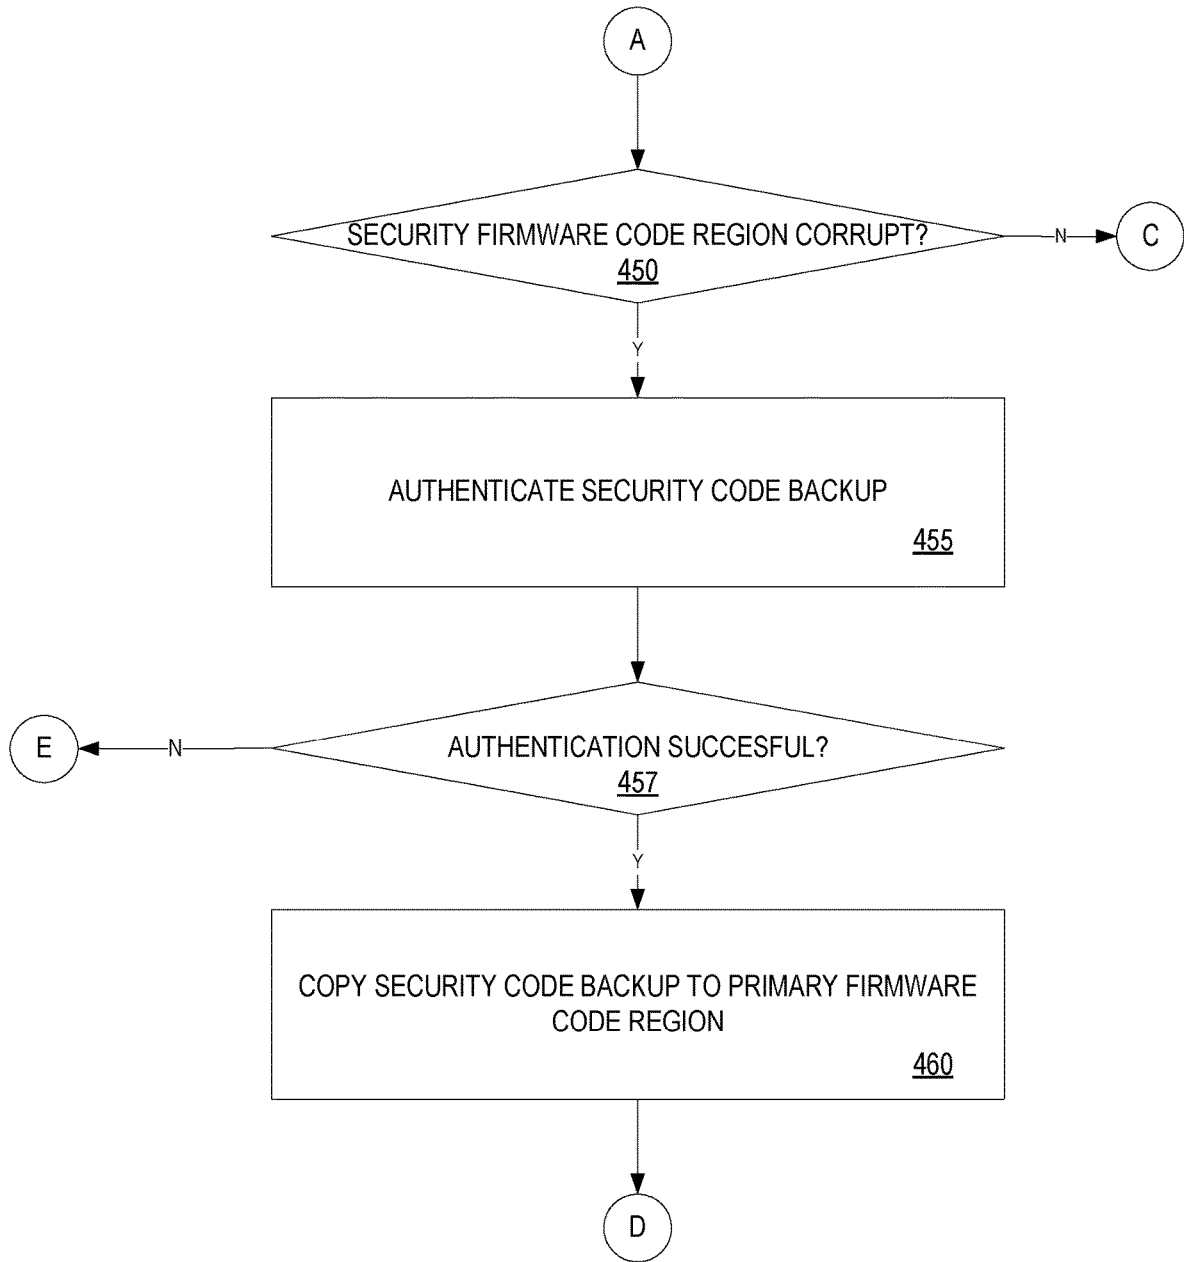 A
SECURITY FIRMWARE CODE REGION CORRUPT?
450
N
C
Y
AUTHENTICATE SECURITY CODE BACKUP
455
E
N
AUTHENTICATION SUCCESFUL?
457
Y
COPY SECURITY CODE BACKUP TO PRIMARY FIRMWARE
CODE REGION
460
D